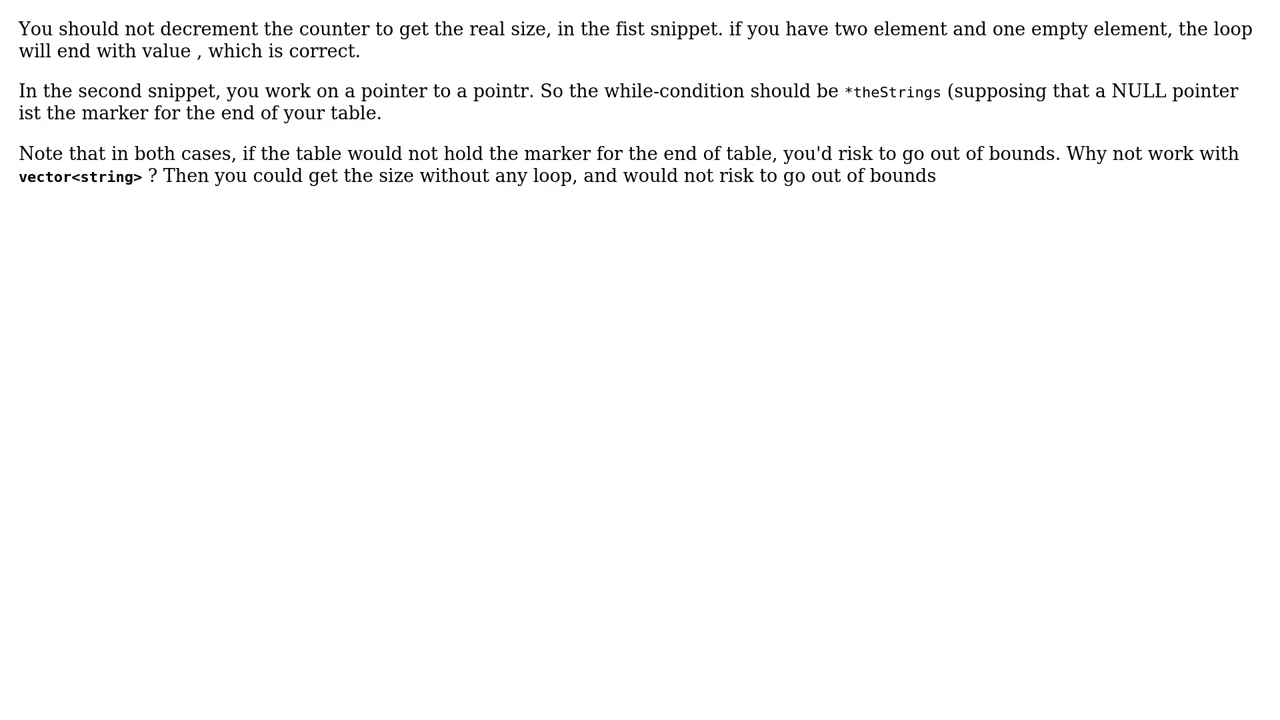 You should not decrement the counter to get the real size, in the fist snippet. if you have two element and one empty element, the loop
will end with value , which is correct.
In the second snippet, you work on a pointer to a pointr. So the while-condition should be *theStrings (supposing that a NULL pointer
ist the marker for the end of your table.
Note that in both cases, if the table would not hold the marker for the end of table, you'd risk to go out of bounds. Why not work with
vector<string> ? Then you could get the size without any loop, and would not risk to go out of bounds